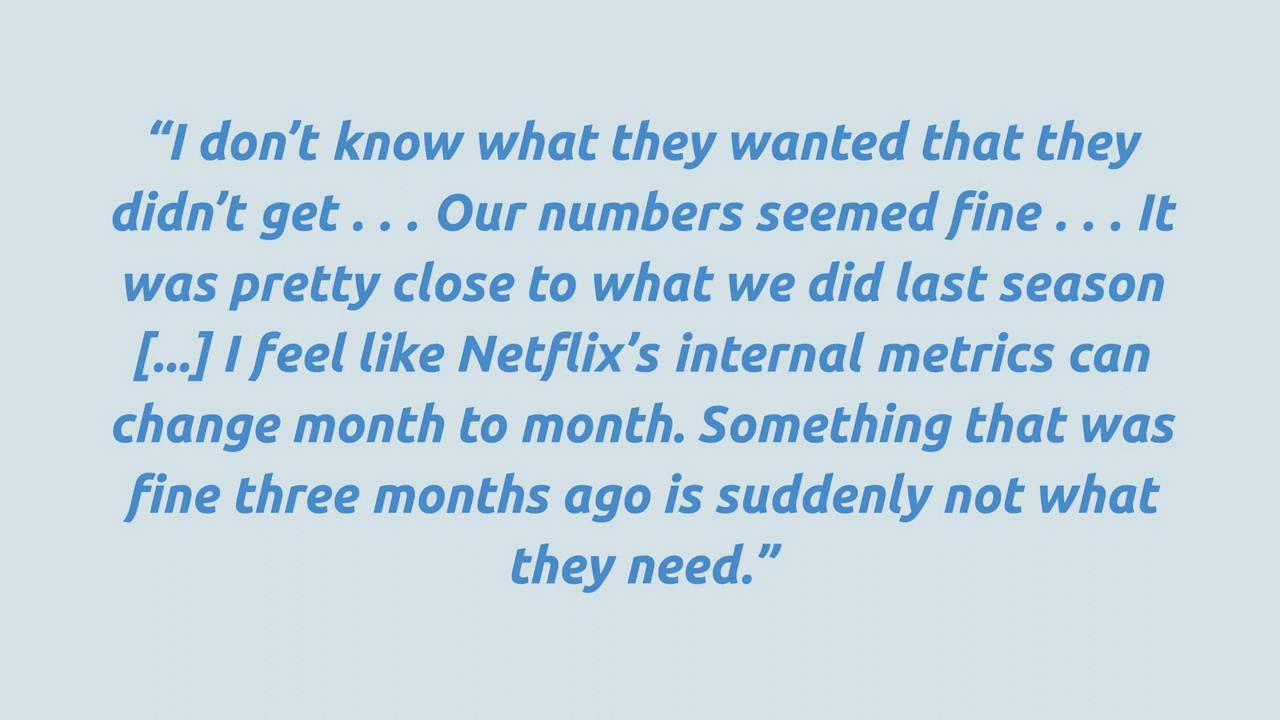 “I don’t know what they wanted that they
didn’t get . . . Our numbers seemed fine . . . It
was pretty close to what we did last season
[...] I feel like Netflix’s internal metrics can
change month to month. Something that was
fine three months ago is suddenly not what
they need.”